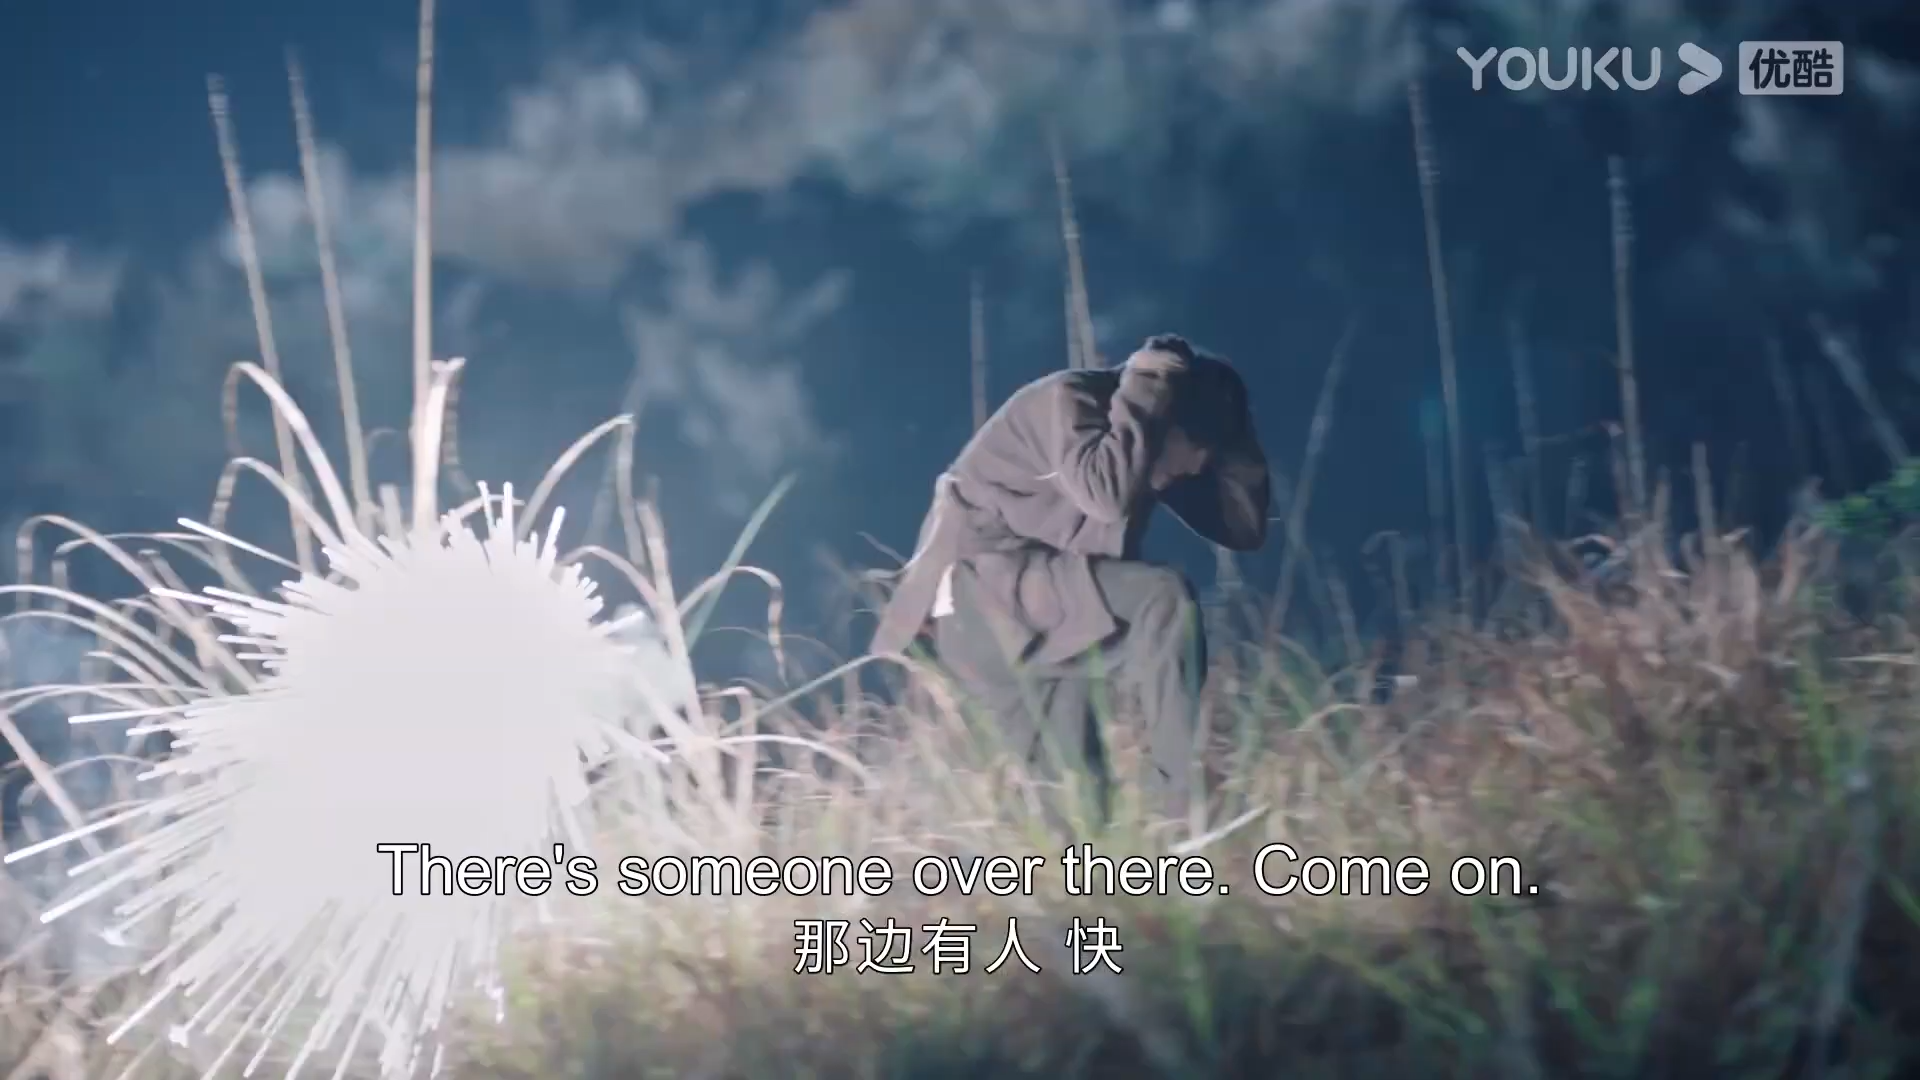 YOUKU 优酷
There's someone over there. Come on.
那边有人 快